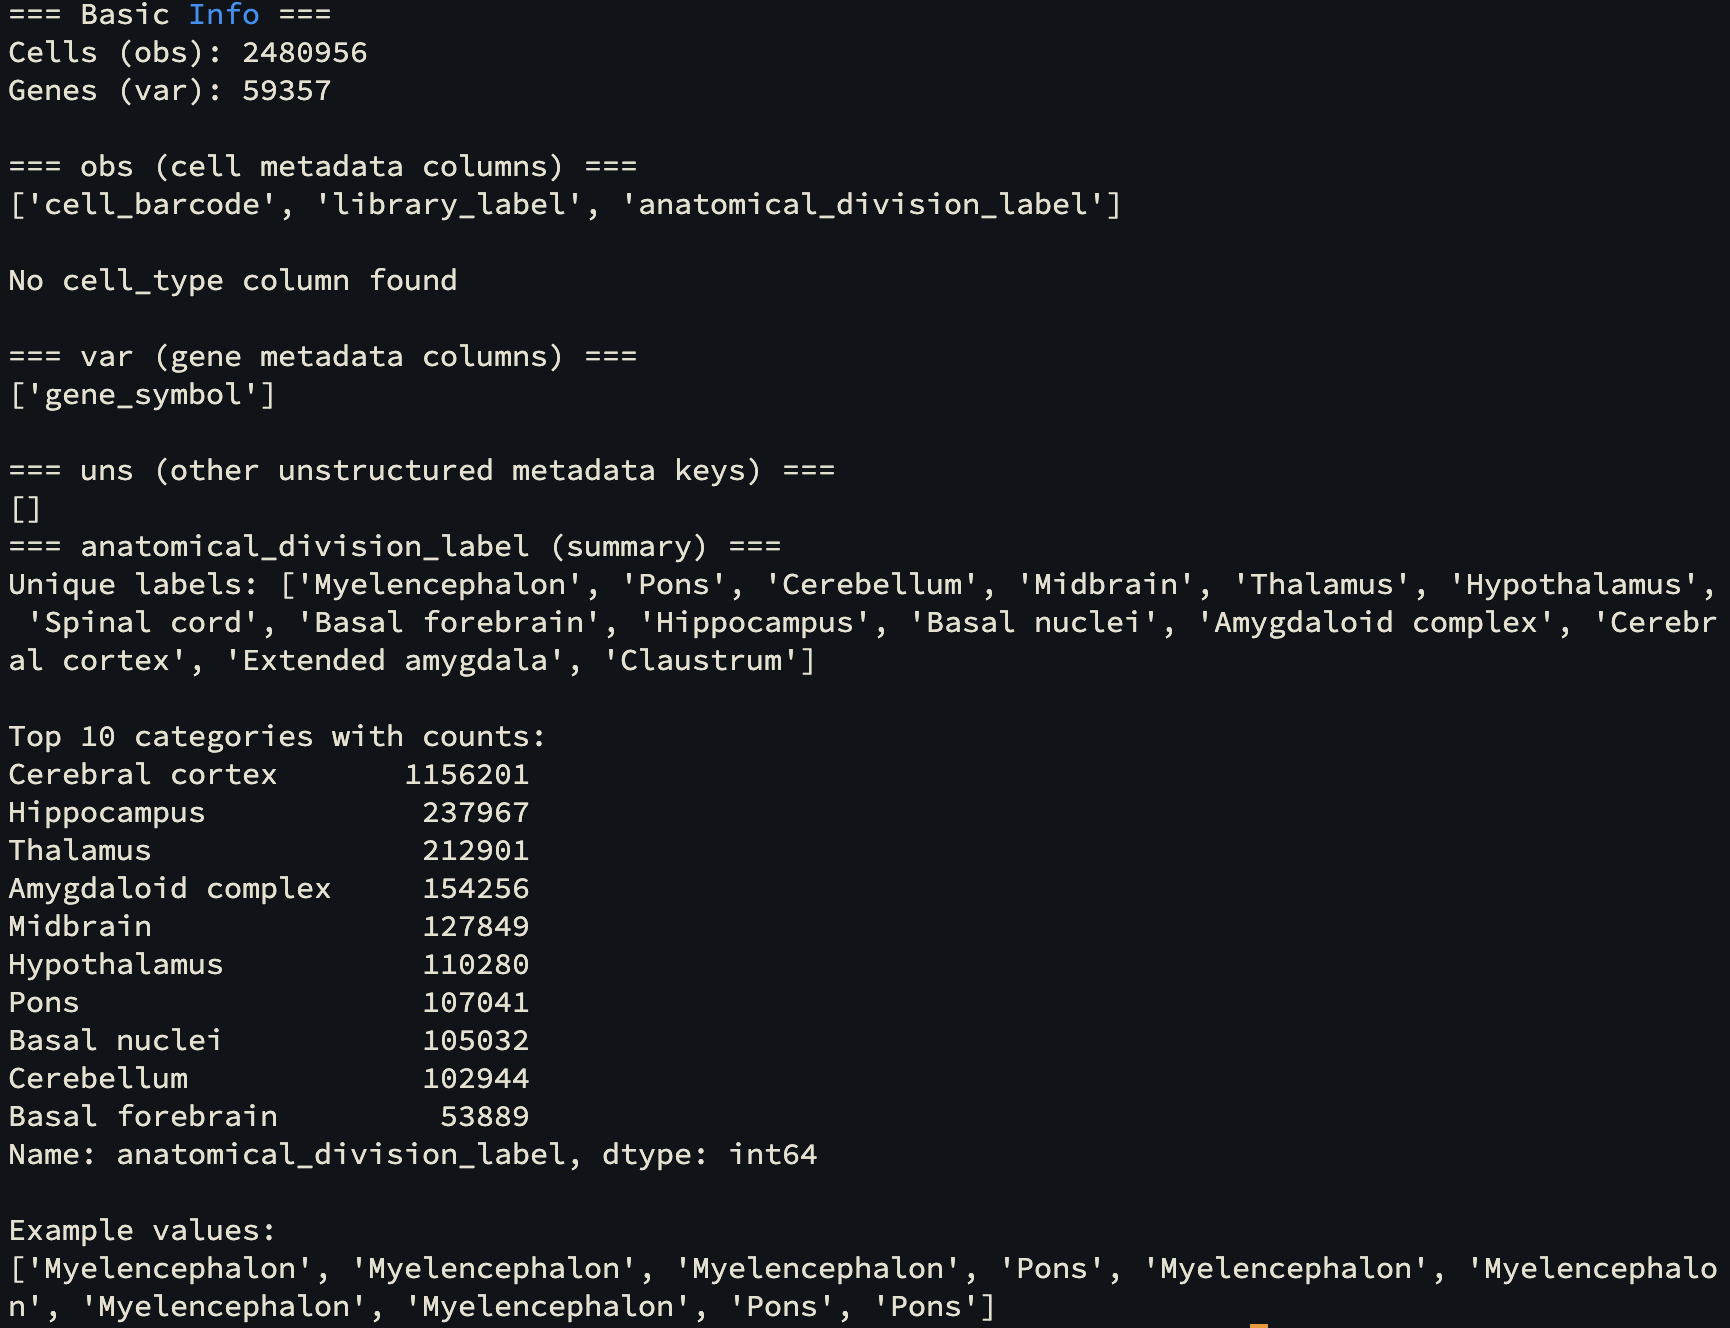 === Basic Info ===
Cells (obs): 2480956
Genes (var): 59357
=== obs (cell metadata columns) ===
['cell_barcode', 'library_label', 'anatomical_division_label']
No cell_type column found
=== var (gene metadata columns) ===
['gene_symbol']
=== uns (other unstructured metadata keys) ===
[]
=== anatomical_division_label (summary) ===
Unique labels: ['Myelencephalon', 'Pons', 'Cerebellum', 'Midbrain', 'Thalamus', 'Hypothalamus',
'Spinal cord', 'Basal forebrain', 'Hippocampus', 'Basal nuclei', 'Amygdaloid complex', 'Cerebr
al cortex', 'Extended amygdala', 'Claustrum']
Top 10 categories with counts:
Cerebral cortex 1156201
Hippocampus 237967
Thalamus 212901
Amygdaloid complex 154256
Midbrain 127849
Hypothalamus 110280
Pons 107041
Basal nuclei 105032
Cerebellum 102944
Basal forebrain 53889
Name: anatomical_division_label, dtype: int64
Example values:
['Myelencephalon', 'Myelencephalon', 'Myelencephalon', 'Pons', 'Myelencephalon', 'Myelencephalo
n', 'Myelencephalon', 'Myelencephalon', 'Pons', 'Pons']